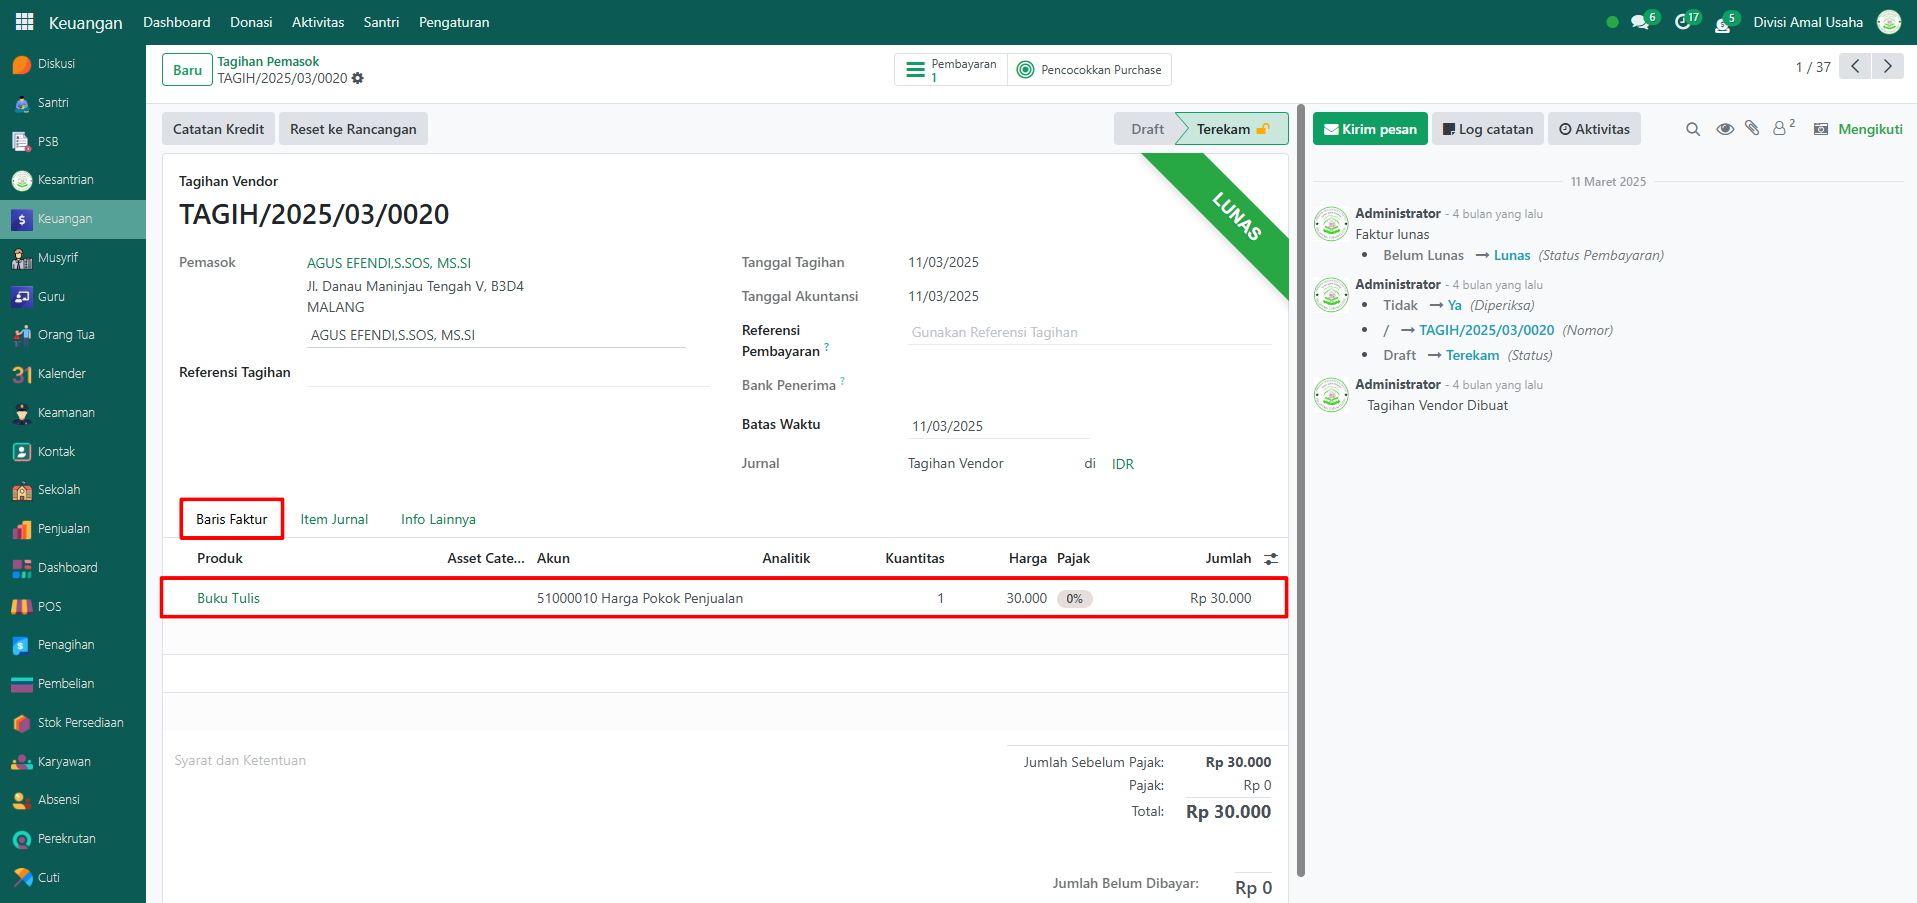 Keuangan Dashboard Donasi Aktivitas Santri Pengaturan 6 17 5 Divisi Amal Usaha
Diskusi
Santri
PSB
Kesantrian
Keuangan
Musyrif
Guru
Orang Tua
Kalender
Keamanan
Kontak
Sekolah
Penjualan
Dashboard
POS
Penagihan
Pembelian
Stok Persediaan
Karyawan
Absensi
Perekrutan
Cuti
Baru
Tagihan Pemasok
TAGIH/2025/03/0020
Pembayaran
1
Pencocokkan Purchase
1 / 37
Catatan Kredit Reset ke Rancangan
Draft Terekam
LUNAS
Tagihan Vendor
TAGIH/2025/03/0020
Pemasok
AGUS EFENDI,S.SOS, MS.SI
Jl. Danau Maninjau Tengah V, B3D4
MALANG
AGUS EFENDI,S.SOS, MS.SI
Referensi Tagihan
Tanggal Tagihan 11/03/2025
Tanggal Akuntansi 11/03/2025
Referensi
Pembayaran ?
Gunakan Referensi Tagihan
Bank Penerima ?
Batas Waktu 11/03/2025
Jurnal Tagihan Vendor di IDR
Baris Faktur Item Jurnal Info Lainnya
Produk Asset Cate... Akun Analitik Kuantitas Harga Pajak Jumlah
Buku Tulis 51000010 Harga Pokok Penjualan 1 30.000 0% Rp 30.000
Syarat dan Ketentuan
Jumlah Sebelum Pajak: Rp 30.000
Pajak: Rp 0
Total: Rp 30.000
Jumlah Belum Dibayar: Rp 0
Kirim pesan Log catatan Aktivitas 2 Mengikuti
11 Maret 2025
Administrator - 4 bulan yang lalu
Faktur lunas
• Belum Lunas → Lunas (Status Pembayaran)
Administrator - 4 bulan yang lalu
• Tidak → Ya (Diperiksa)
• / → TAGIH/2025/03/0020 (Nomor)
• Draft → Terekam (Status)
Administrator - 4 bulan yang lalu
Tagihan Vendor Dibuat